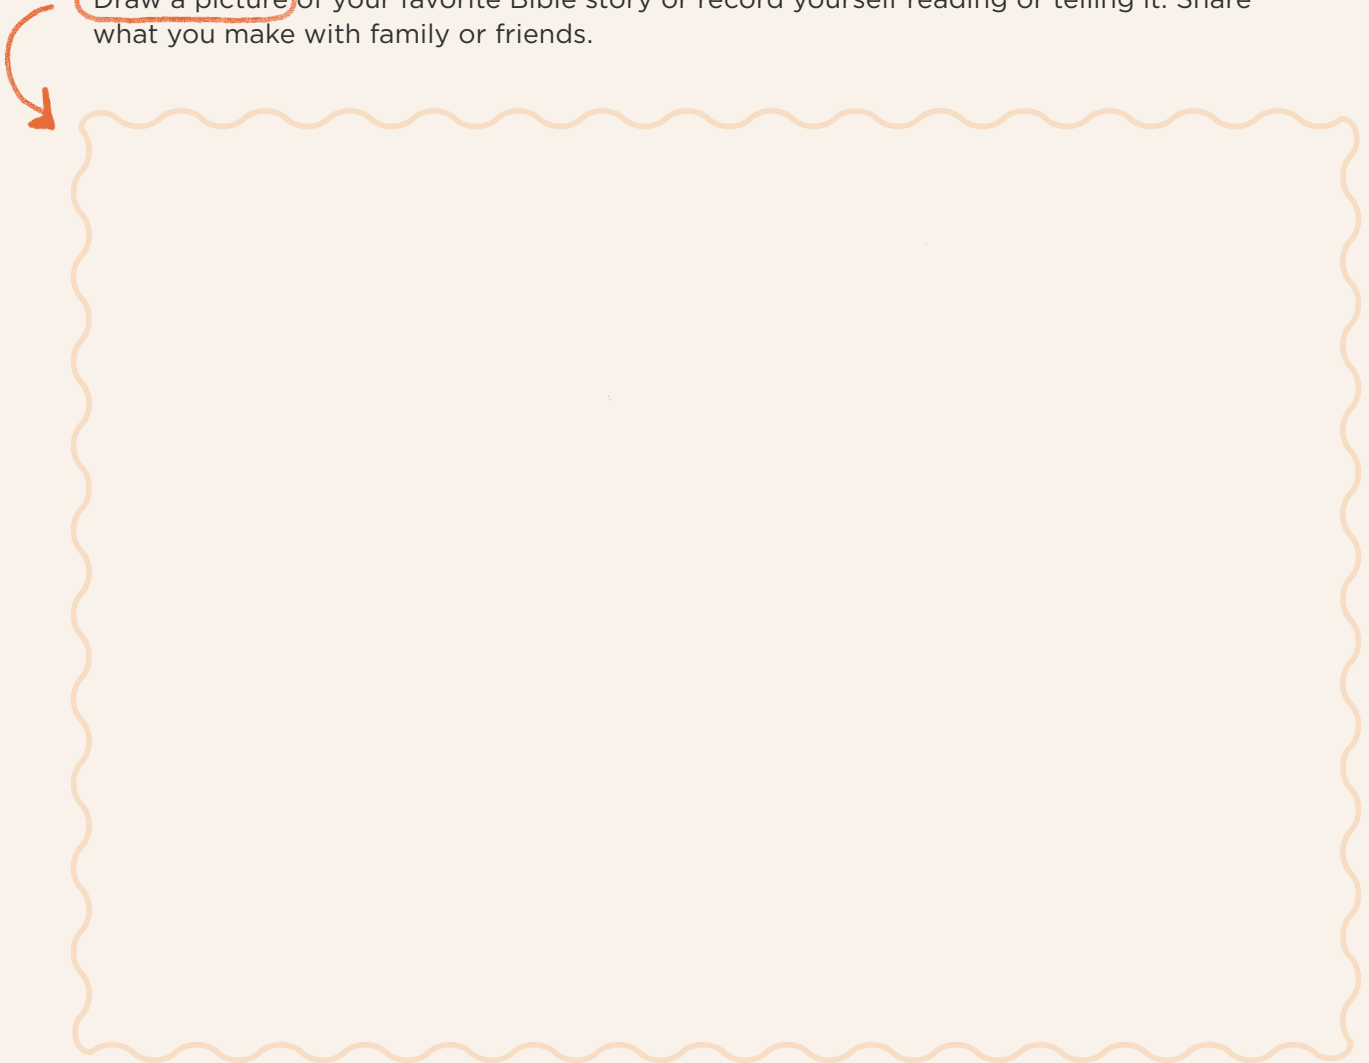 Draw a picture of your favorite Bible story or record yourself reading or telling it. Share
what you make with family or friends.